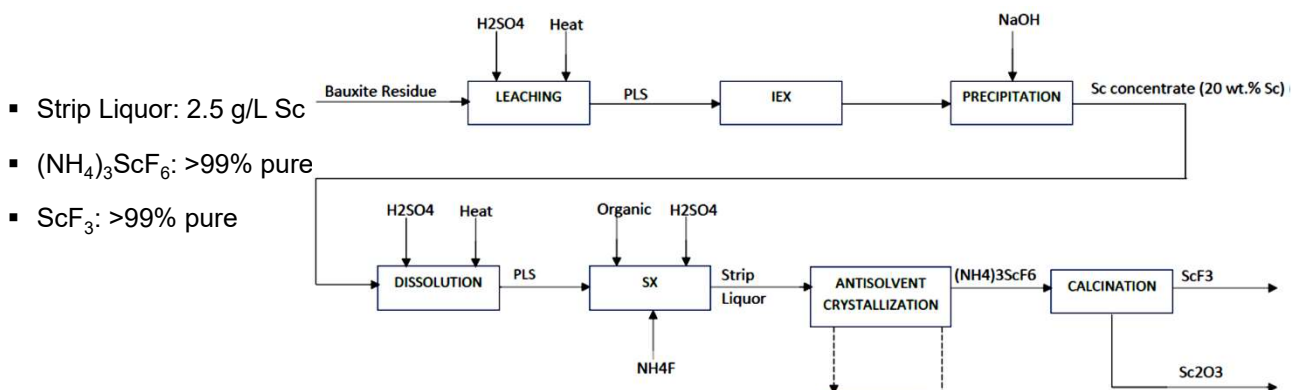 ▪ Strip Liquor: 2.5 g/L Sc
▪ (NH₄)₃ScF₆: >99% pure
▪ ScF₃: >99% pure
H2SO4
Heat
NaOH
Bauxite Residue
LEACHING
PLS
IEX
PRECIPITATION
Sc concentrate (20 wt.% Sc) (
H2SO4
Heat
Organic
H2SO4
DISSOLUTION
PLS
SX
Strip
Liquor
ANTISOLVENT
CRYSTALLIZATION
(NH4)3ScF6
CALCINATION
ScF3
NH4F
Sc2O3